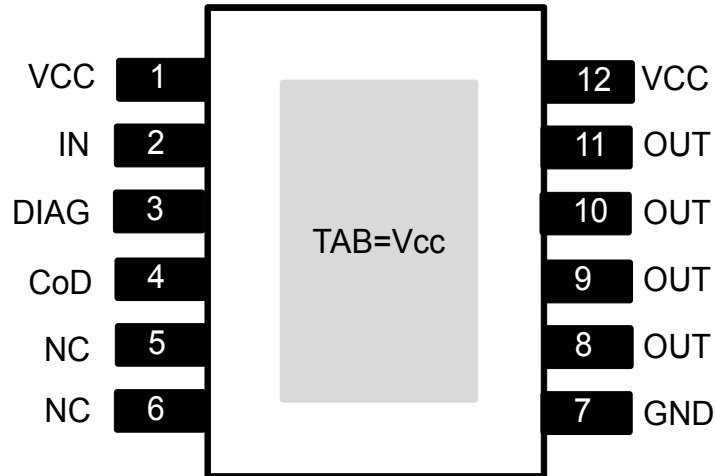 VCC 1 12 VCC
IN 2 11 OUT
DIAG 3 10 OUT
TAB=Vcc
CoD 4 9 OUT
NC 5 8 OUT
NC 6 7 GND